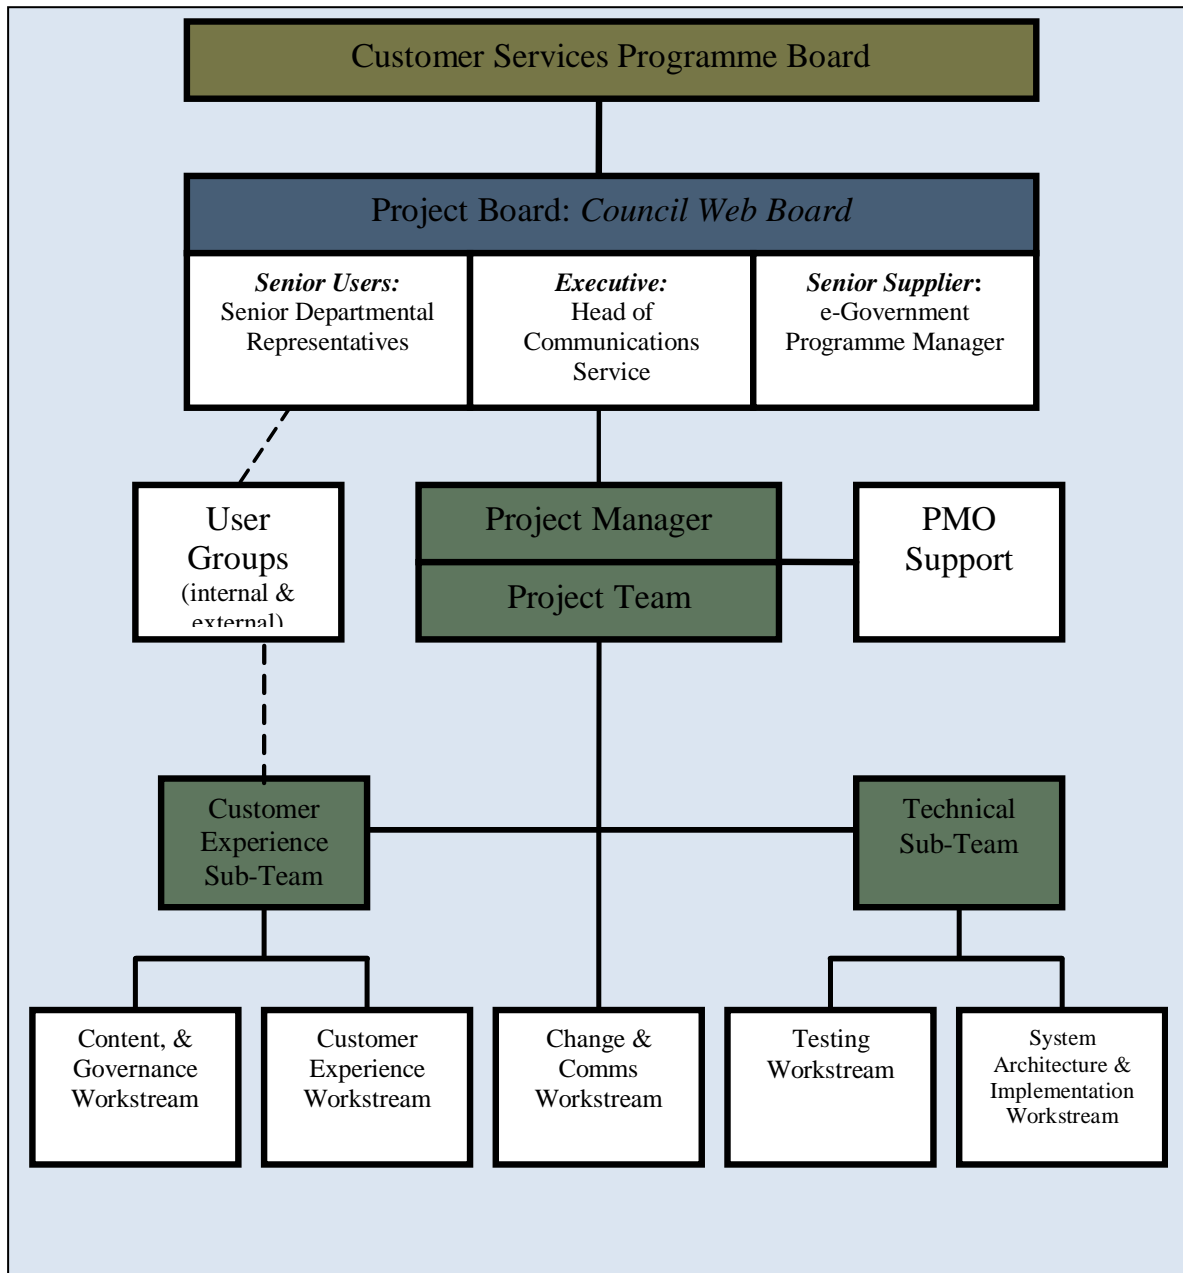 Customer Services Programme Board
Project Board: Council Web Board
Senior Users:
Senior Departmental
Representatives
Executive:
Head of
Communications
Service
Senior Supplier:
e-Government
Programme Manager
User
Groups
(internal &
external)
Project Manager
Project Team
PMO
Support
Customer
Experience
Sub-Team
Technical
Sub-Team
Content, &
Governance
Workstream
Customer
Experience
Workstream
Change &
Comms
Workstream
Testing
Workstream
System
Architecture &
Implementation
Workstream